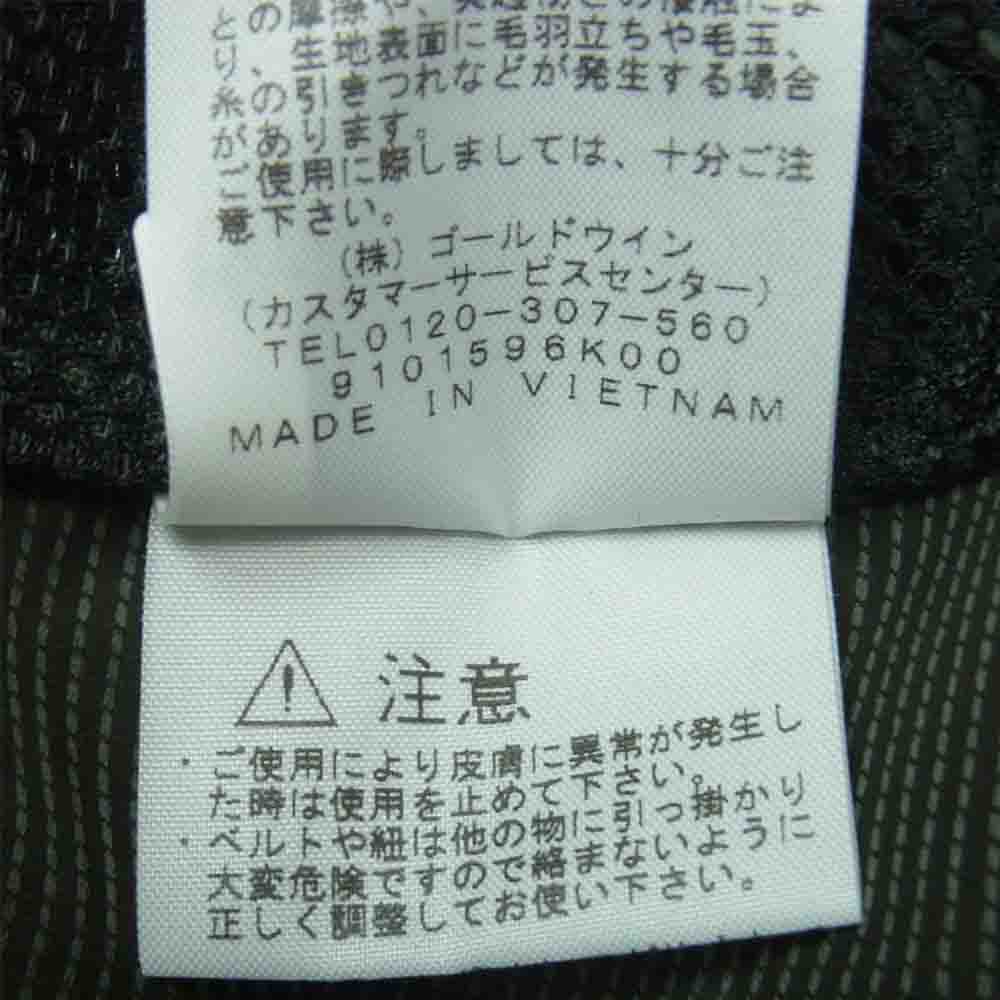 の摩擦や、
とり、生地表面に毛羽立ちや毛玉、
糸の引きつれなどが発生する場合
があります。
ご使用に際しましては、十分ご注
意下さい。
(株)ゴールドウイン
(カスタマーサービスセンター)
TEL0120-307-560
9101596K00
MADE IN VIETNAM
注意
・ご使用により皮膚に異常が発生し
た時は使用を止めて下さい。
・ベルトや紐は他の物に引っ掛かり
大変危険ですので絡まないように
正しく調整してお使い下さい。